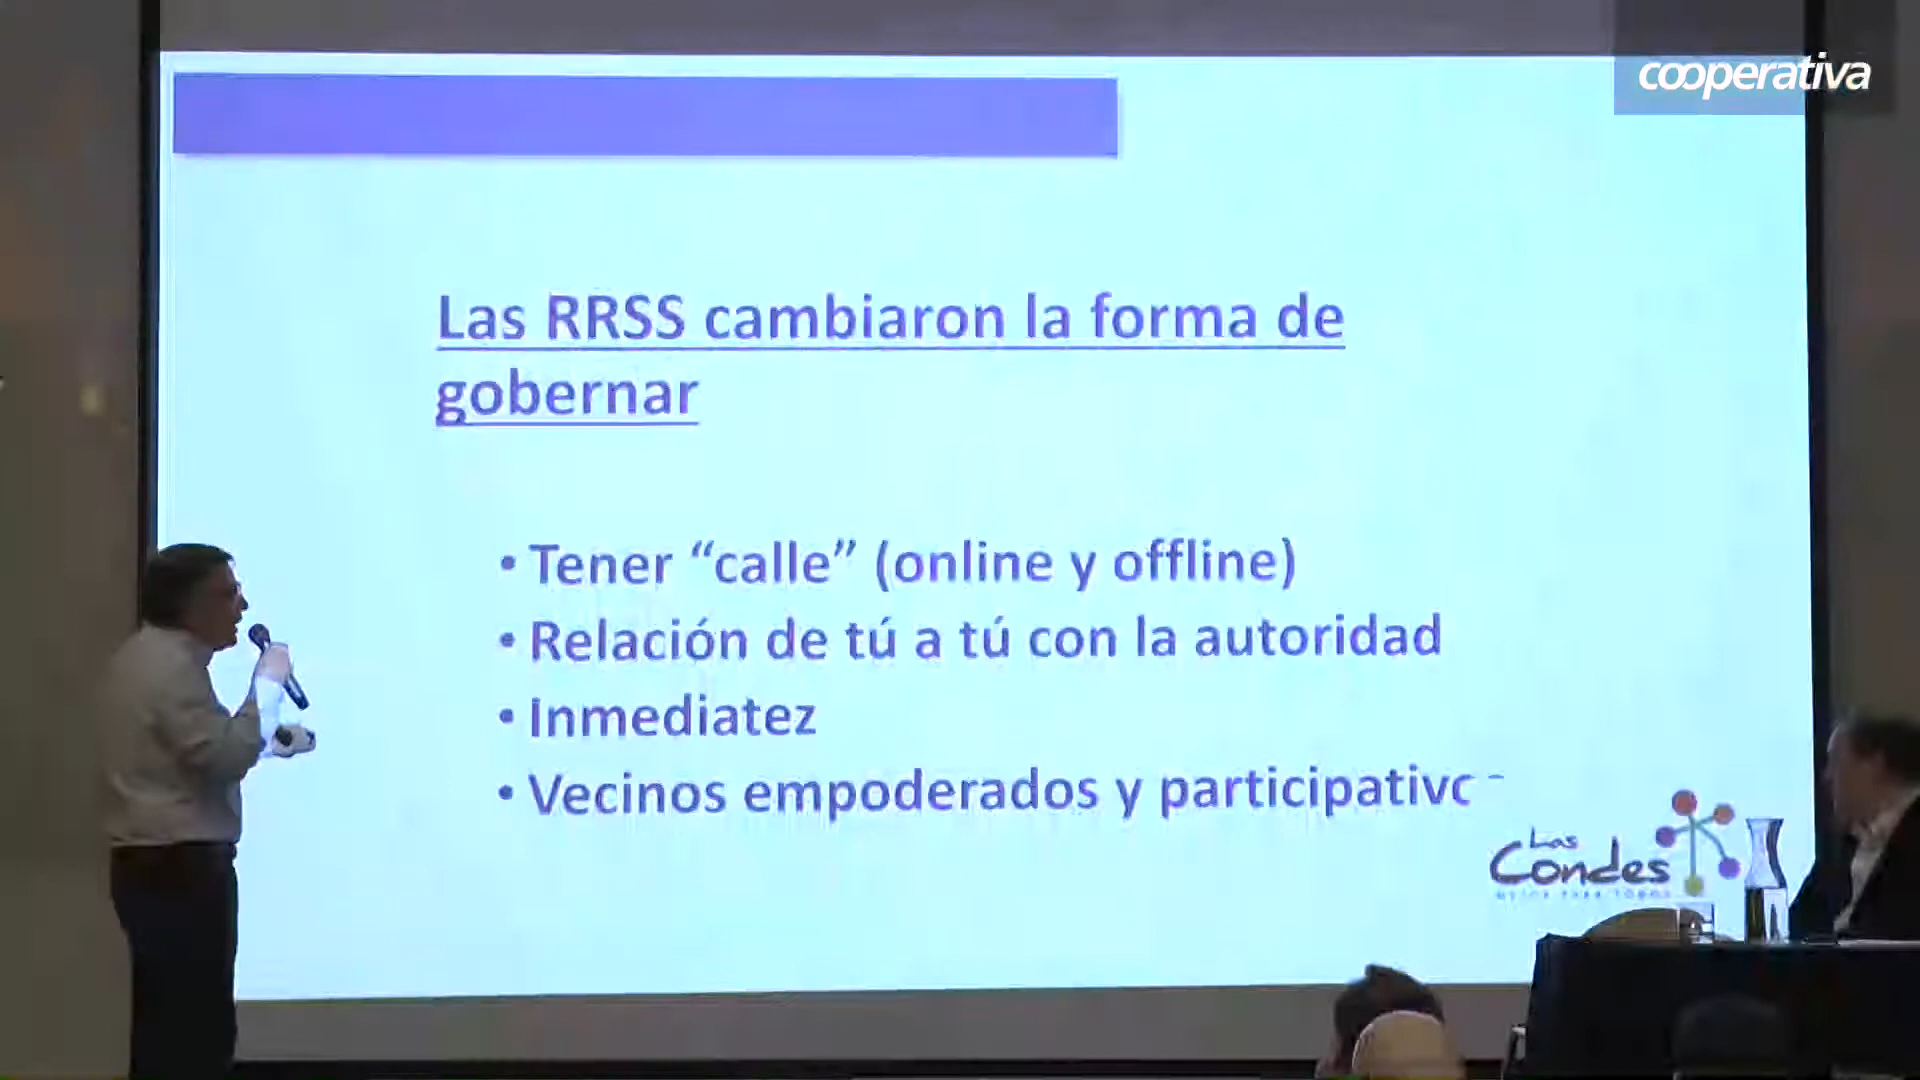 cooperativa
Las RRSS cambiaron la forma de
gobernar
• Tener “calle” (online y offline)
• Relación de tú a tú con la autoridad
• Inmediatez
• Vecinos empoderados y participativc
Las
Condes